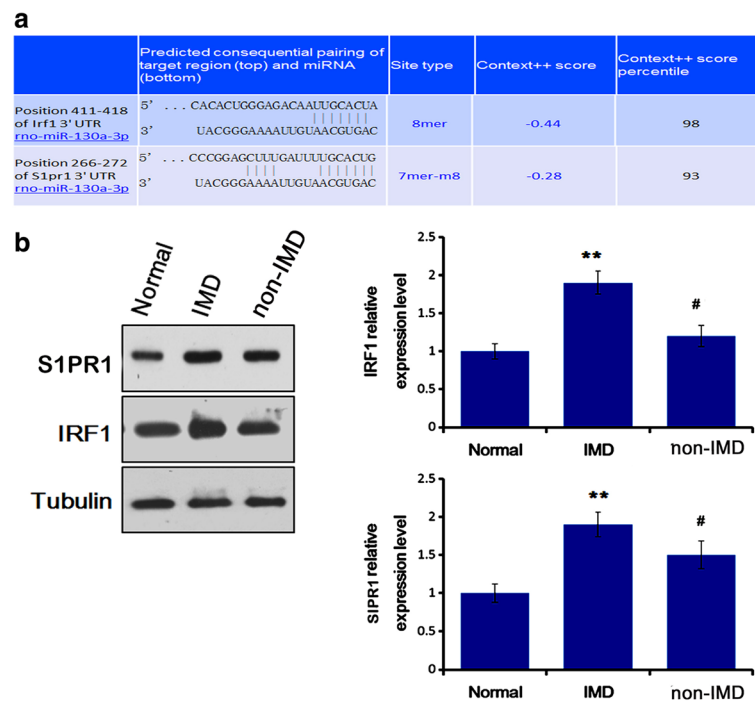 a
Predicted consequential pairing of target region (top) and miRNA (bottom)
Site type
Context++ score
Context++ score percentile
Position 411-418 of Irf1 3' UTR
rno-miR-130a-3p
5' ... CACACUGGGAGACAAUUGCACUA
3' UACGGGAAAAUUGUAACGUGAC
8mer
-0.44
98
Position 266-272 of S1pr1 3' UTR
rno-miR-130a-3p
5' ... CCCGGAGCUUUGAUUUUGCACUG
3' UACGGGAAAAUUGUAACGUGAC
7mer-m8
-0.28
93
b
Normal
IMD
non-IMD
S1PR1
IRF1
Tubulin
IRF1 relative
expression level
2.5
2
1.5
1
0.5
0
**
#
Normal
IMD
non-IMD
SIPR1 relative
expression level
2.5
2
1.5
1
0.5
0
**
#
Normal
IMD
non-IMD